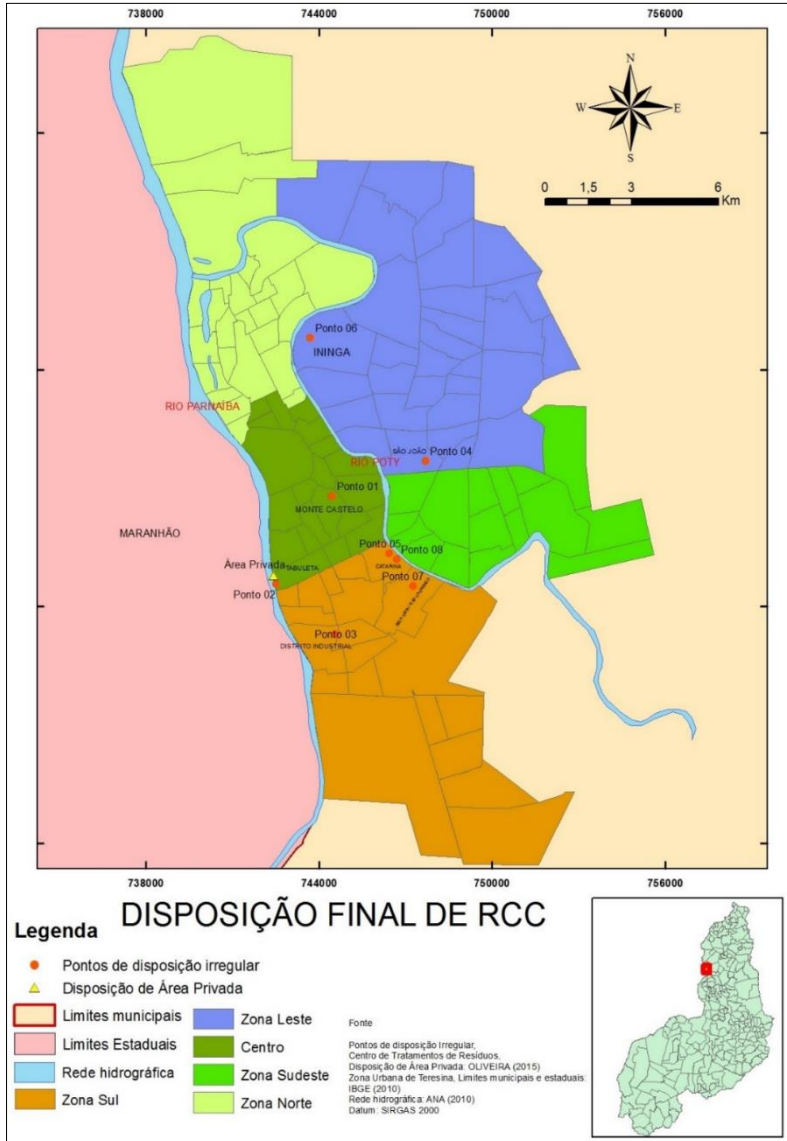 738000 744000 750000 756000
N
W E
S
0 1,5 3 6
Km
Ponto 06
ININGA
RIO PARNAÍBA
SÃO JOÃO Ponto 04
RIO POTY
Ponto 01
MONTE CASTELO
MARANHÃO
Ponto 05
Ponto 08
Área Privada
TABULETA
Ponto 07
Ponto 02
Ponto 03
DISTRITO INDUSTRIAL
738000 744000 750000 756000
DISPOSIÇÃO FINAL DE RCC
Legenda
Pontos de disposição irregular
Disposição de Área Privada
Limites municipais
Limites Estaduais
Rede hidrográfica
Zona Sul
Zona Leste
Centro
Zona Sudeste
Zona Norte
Fonte
Pontos de disposição Irregular,
Centro de Tratamentos de Resíduos,
Disposição de Área Privada: OLIVEIRA (2015)
Zona Urbana de Teresina, Limites municipais e estaduais:
IBGE (2010)
Rede hidrográfica: ANA (2010)
Datum: SIRGAS 2000